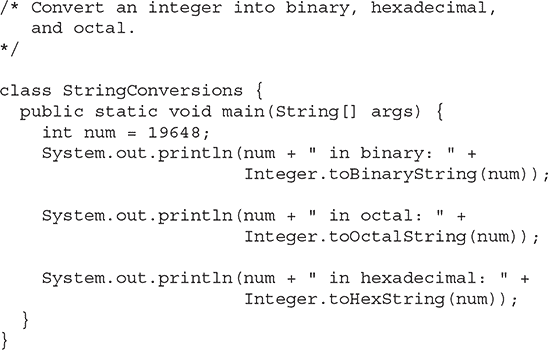 /* Convert an integer into binary, hexadecimal,
   and octal.
*/
class StringConversions {
  public static void main(String[] args) {
    int num = 19648;
    System.out.println(num + " in binary: " +
                       Integer.toBinaryString(num));
    System.out.println(num + " in octal: " +
                       Integer.toOctalString(num));
    System.out.println(num + " in hexadecimal: " +
                       Integer.toHexString(num));
  }
}